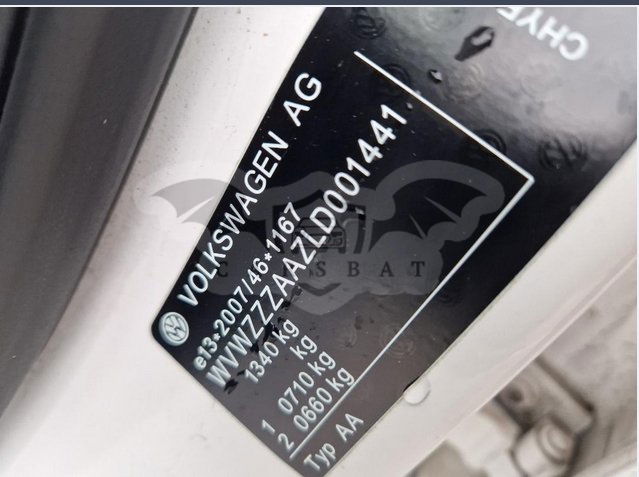 VOLKSWAGEN AG
e13*2007/46*1167
WVWZZZAAZLD001441
1340 kg
kg
1 0710 kg
2 0660 kg
Typ AA